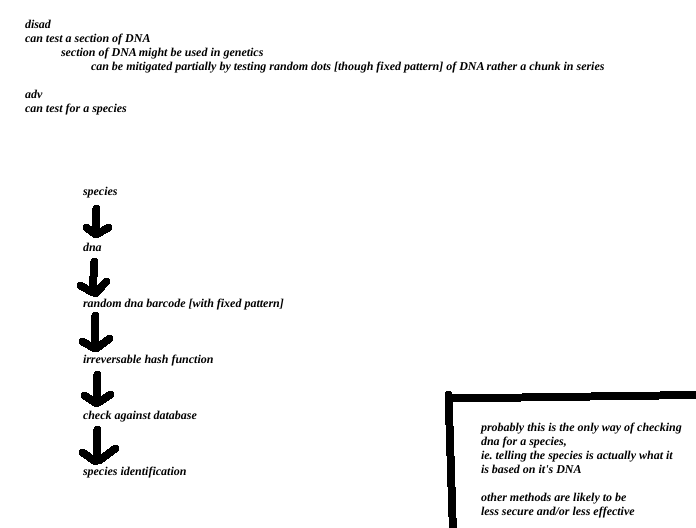 disad
can test a section of DNA
section of DNA might be used in genetics
can be mitigated partially by testing random dots [though fixed pattern] of DNA rather a chunk in series
adv
can test for a species
species
dna
random dna barcode [with fixed pattern]
irreversable hash function
check against database
species identification
probably this is the only way of checking
dna for a species,
ie. telling the species is actually what it
is based on it's DNA
other methods are likely to be
less secure and/or less effective